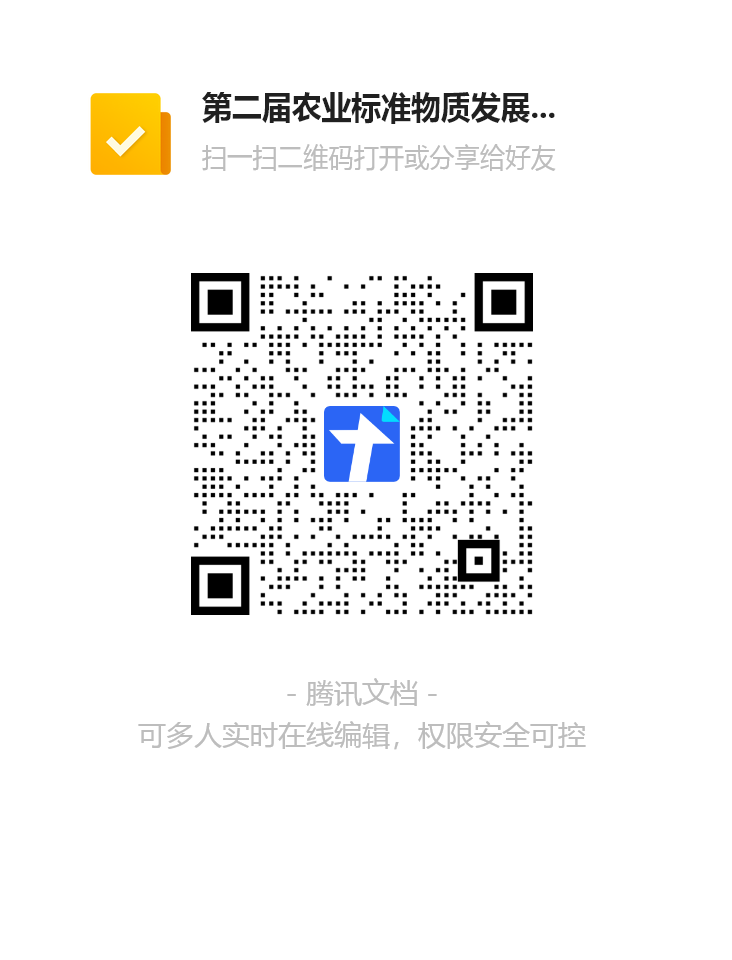 第二届农业标准物质发展...
扫一扫二维码打开或分享给好友
- 腾讯文档 -
可多人实时在线编辑，权限安全可控